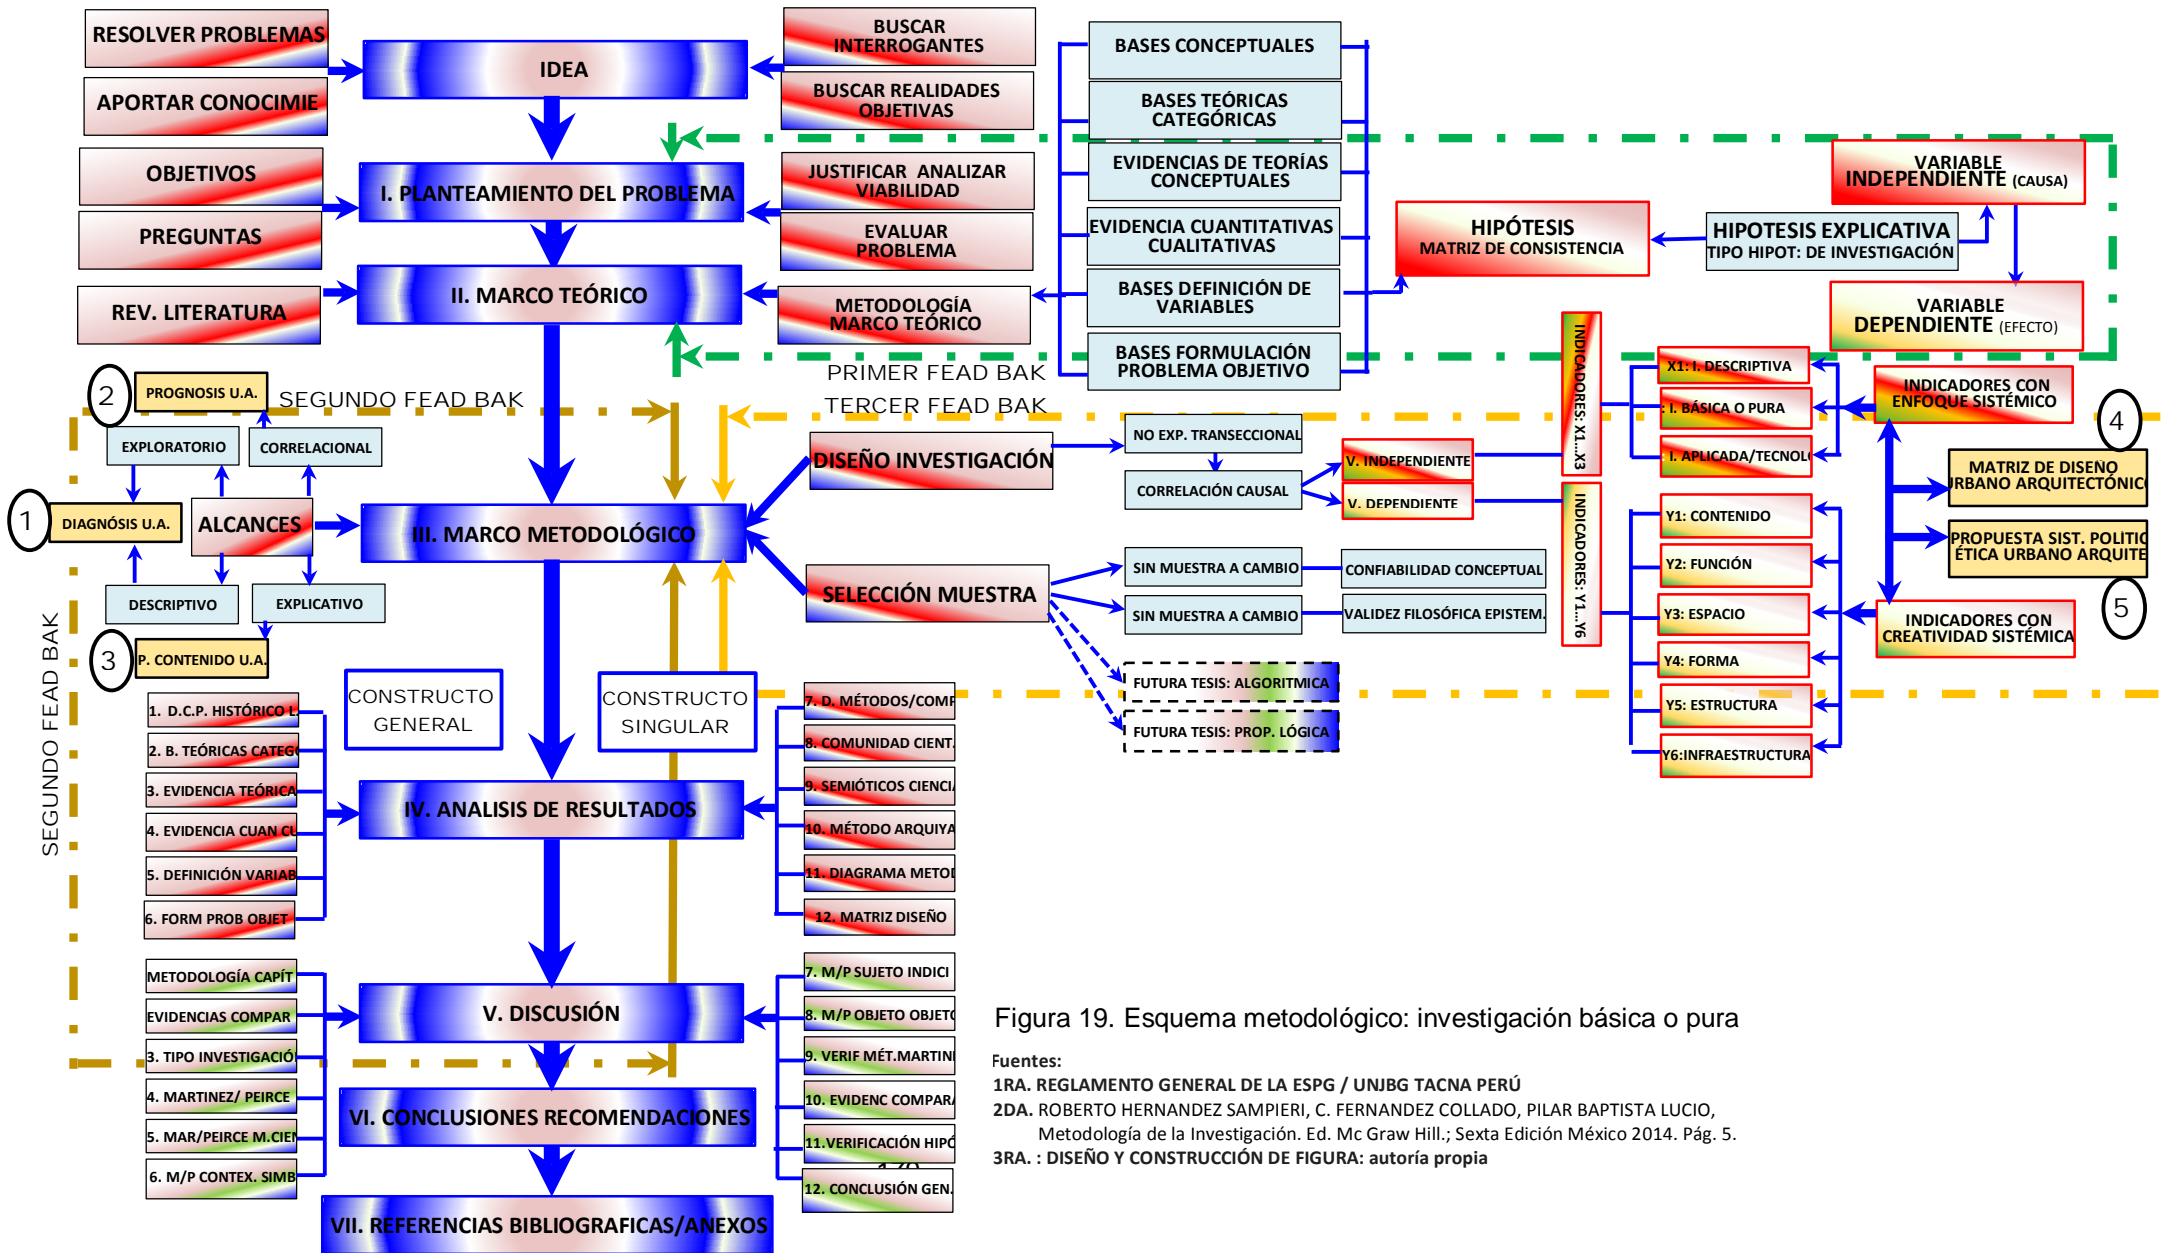 RESOLVER PROBLEMAS
APORTAR CONOCIMIE
IDEA
BUSCAR
INTERROGANTES
BUSCAR REALIDADES
OBJETIVAS
OBJETIVOS
PREGUNTAS
I. PLANTEAMIENTO DEL PROBLEMA
JUSTIFICAR ANALIZAR
VIABILIDAD
EVALUAR
PROBLEMA
REV. LITERATURA
II. MARCO TEÓRICO
METODOLOGÍA
MARCO TEÓRICO
BASES CONCEPTUALES
BASES TEÓRICAS
CATEGÓRICAS
EVIDENCIAS DE TEORÍAS
CONCEPTUALES
EVIDENCIA CUANTITATIVAS
CUALITATIVAS
BASES DEFINICIÓN DE
VARIABLES
BASES FORMULACIÓN
PROBLEMA OBJETIVO
HIPÓTESIS
MATRIZ DE CONSISTENCIA
HIPOTESIS EXPLICATIVA
TIPO HIPOT: DE INVESTIGACIÓN
VARIABLE
INDEPENDIENTE (CAUSA)
VARIABLE
DEPENDIENTE (EFECTO)
PRIMER FEAD BAK
TERCER FEAD BAK
SEGUNDO FEAD BAK
SEGUNDO FEAD BAK
2
PROGNOSIS U.A.
EXPLORATORIO
CORRELACIONAL
1
DIAGNÓSIS U.A.
ALCANCES
DESCRIPTIVO
EXPLICATIVO
3
P. CONTENIDO U.A.
III. MARCO METODOLÓGICO
DISEÑO INVESTIGACIÓN
SELECCIÓN MUESTRA
NO EXP. TRANSECCIONAL
CORRELACIÓN CAUSAL
V. INDEPENDIENTE
V. DEPENDIENTE
SIN MUESTRA A CAMBIO
CONFIABILIDAD CONCEPTUAL
SIN MUESTRA A CAMBIO
VALIDEZ FILOSÓFICA EPISTEM.
FUTURA TESIS: ALGORITMICA
FUTURA TESIS: PROP. LÓGICA
INDICADORES: X1...X3
INDICADORES: Y1...Y6
X1: I. DESCRIPTIVA
: I. BÁSICA O PURA
: I. APLICADA/TECNOL
Y1: CONTENIDO
Y2: FUNCIÓN
Y3: ESPACIO
Y4: FORMA
Y5: ESTRUCTURA
Y6:INFRAESTRUCTURA
INDICADORES CON
ENFOQUE SISTÉMICO
4
MATRIZ DE DISEÑO
URBANO ARQUITECTÓNIC
PROPUESTA SIST. POLÍTIC
ÉTICA URBANO ARQUITE
5
INDICADORES CON
CREATIVIDAD SISTÉMICA
CONSTRUCTO
GENERAL
CONSTRUCTO
SINGULAR
1. D.C.P. HISTÓRICO L.
2. B. TEÓRICAS CATEGO
3. EVIDENCIA TEÓRICA
4. EVIDENCIA CUAN CU
5. DEFINICIÓN VARIAB
6. FORM PROB OBJET
IV. ANALISIS DE RESULTADOS
7. D. MÉTODOS/COMP
8. COMUNIDAD CIENT.
9. SEMIÓTICOS CIENCIA
10. MÉTODO ARQUIYA
11. DIAGRAMA METOD
12. MATRIZ DISEÑO
METODOLOGÍA CAPÍT
EVIDENCIAS COMPAR
3. TIPO INVESTIGACIÓ
4. MARTINEZ/ PEIRCE
5. MAR/PEIRCE M.CIEN
6. M/P CONTEX. SIMB
V. DISCUSIÓN
7. M/P SUJETO INDICI
8. M/P OBJETO OBJETO
9. VERIF MÉT.MARTINE
10. EVIDENC COMPARA
11.VERIFICACIÓN HIPÓ
12. CONCLUSIÓN GEN.
VI. CONCLUSIONES RECOMENDACIONES
VII. REFERENCIAS BIBLIOGRAFICAS/ANEXOS
Figura 19. Esquema metodológico: investigación básica o pura
Fuentes:
1RA. REGLAMENTO GENERAL DE LA ESPG / UNJBG TACNA PERÚ
2DA. ROBERTO HERNANDEZ SAMPIERI, C. FERNANDEZ COLLADO, PILAR BAPTISTA LUCIO,
Metodología de la Investigación. Ed. Mc Graw Hill.; Sexta Edición México 2014. Pág. 5.
3RA. : DISEÑO Y CONSTRUCCIÓN DE FIGURA: autoría propia